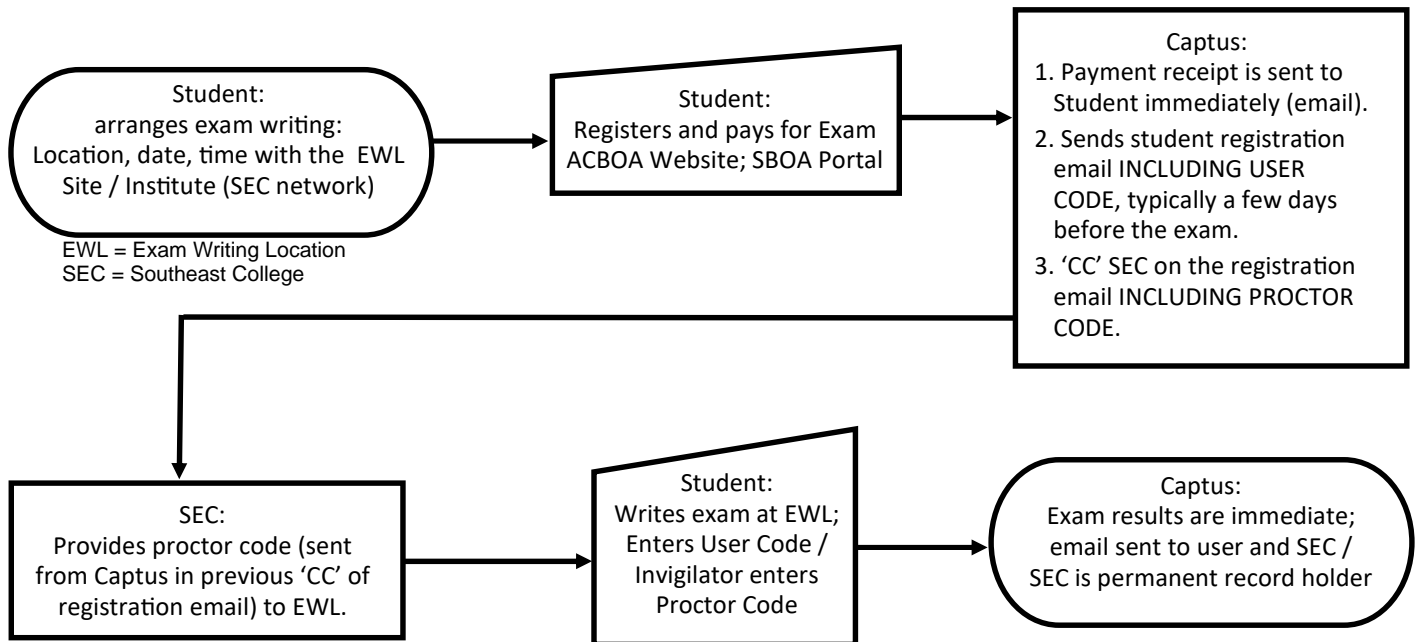 Student:
arranges exam writing:
Location, date, time with the EWL
Site / Institute (SEC network)
EWL = Exam Writing Location
SEC = Southeast College
Student:
Registers and pays for Exam
ACBOA Website; SBOA Portal
Captus:
1. Payment receipt is sent to
Student immediately (email).
2. Sends student registration
email INCLUDING USER
CODE, typically a few days
before the exam.
3. ‘CC’ SEC on the registration
email INCLUDING PROCTOR
CODE.
SEC:
Provides proctor code (sent
from Captus in previous ‘CC’ of
registration email) to EWL.
Student:
Writes exam at EWL;
Enters User Code /
Invigilator enters
Proctor Code
Captus:
Exam results are immediate;
email sent to user and SEC /
SEC is permanent record holder